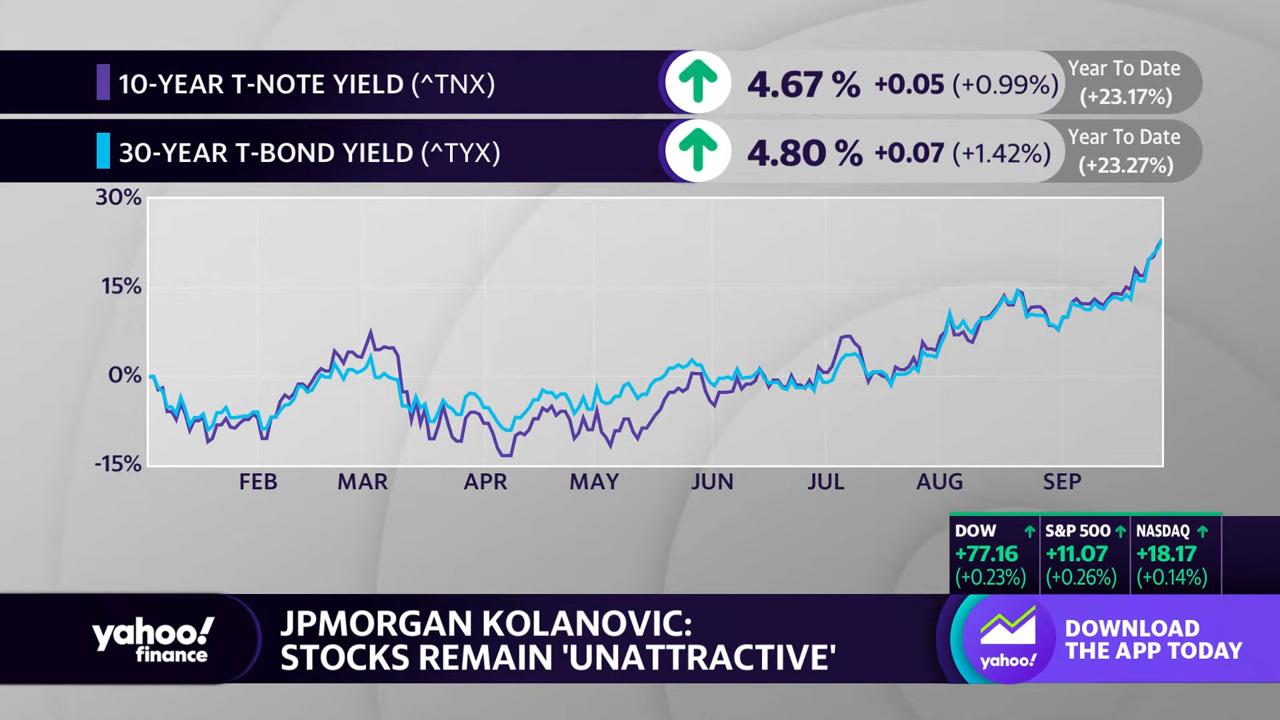 10-YEAR T-NOTE YIELD (^TNX) 4.67 % +0.05 (+0.99%) Year To Date (+23.17%)
30-YEAR T-BOND YIELD (^TYX) 4.80 % +0.07 (+1.42%) Year To Date (+23.27%)
30%
15%
0%
-15%
FEB MAR APR MAY JUN JUL AUG SEP
DOW S&P 500 NASDAQ
+77.16 +11.07 +18.17
(+0.23%) (+0.26%) (+0.14%)
yahoo!
finance
JPMORGAN KOLANOVIC:
STOCKS REMAIN 'UNATTRACTIVE'
yahoo!
DOWNLOAD
THE APP TODAY